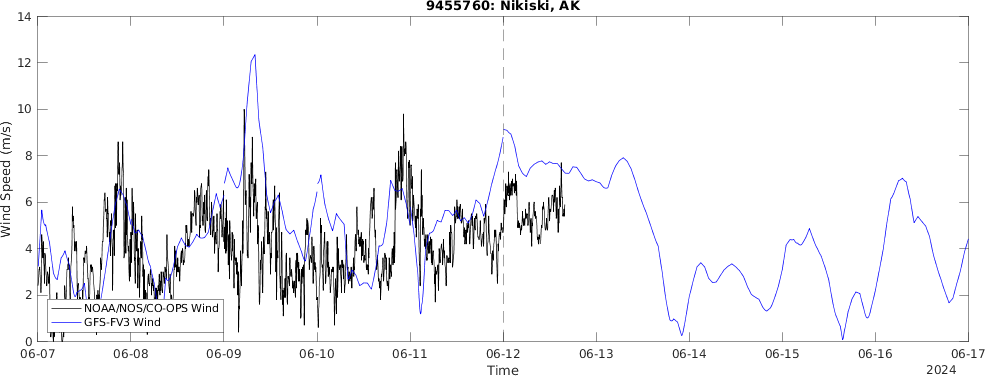 9455760: Nikiski, AK
14
12
10
8
6
4
2
0
Wind Speed (m/s)
NOAA/NOS/CO-OPS Wind
GFS-FV3 Wind
06-07 06-08 06-09 06-10 06-11 06-12 06-13 06-14 06-15 06-16 06-17
Time
2024